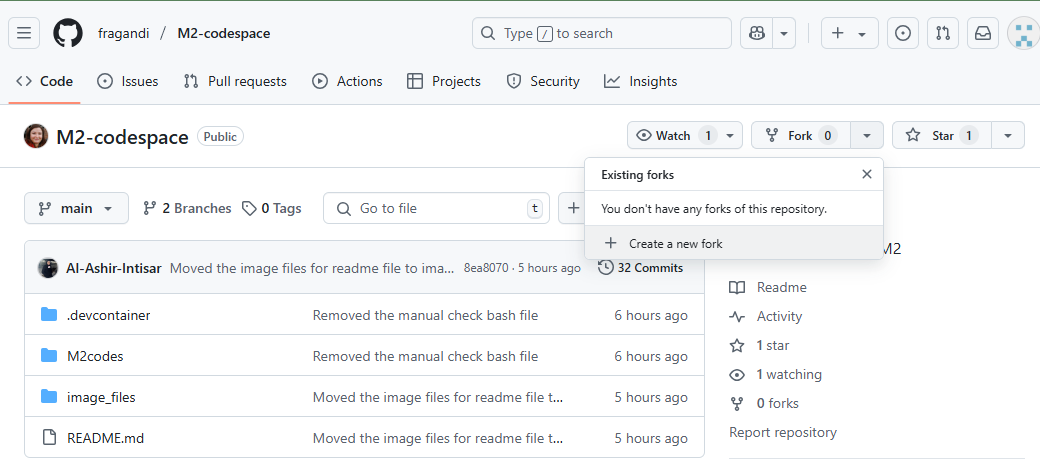 fragandi / M2-codespace Type / to search
Code Issues Pull requests Actions Projects Security Insights
M2-codespace Public Watch 1 Fork 0 Star 1
Existing forks
You don't have any forks of this repository.
Create a new fork
main 2 Branches 0 Tags Go to file t
M2
Al-Ashir-Intisar Moved the image files for readme file to ima... 8ea8070 · 5 hours ago 32 Commits
.devcontainer Removed the manual check bash file 6 hours ago
M2codes Removed the manual check bash file 6 hours ago
image_files Moved the image files for readme file t... 5 hours ago
README.md Moved the image files for readme file t... 5 hours ago
Readme
Activity
1 star
1 watching
0 forks
Report repository